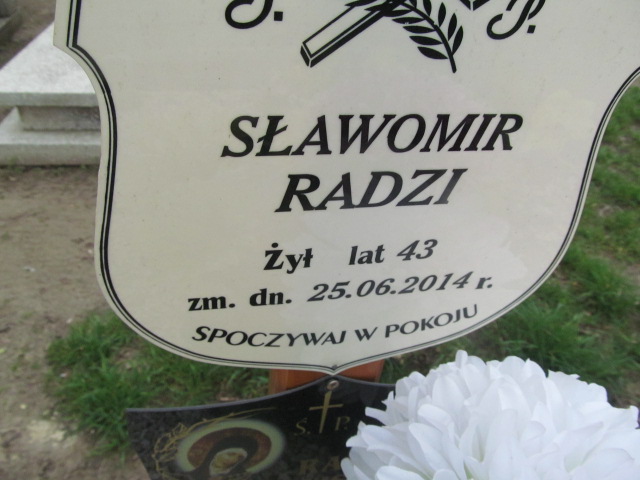 Ś. P.
SŁAWOMIR
RADZI
Żył lat 43
zm. dn. 25.06.2014 r.
SPOCZYWAJ W POKOJU
Ś. P.